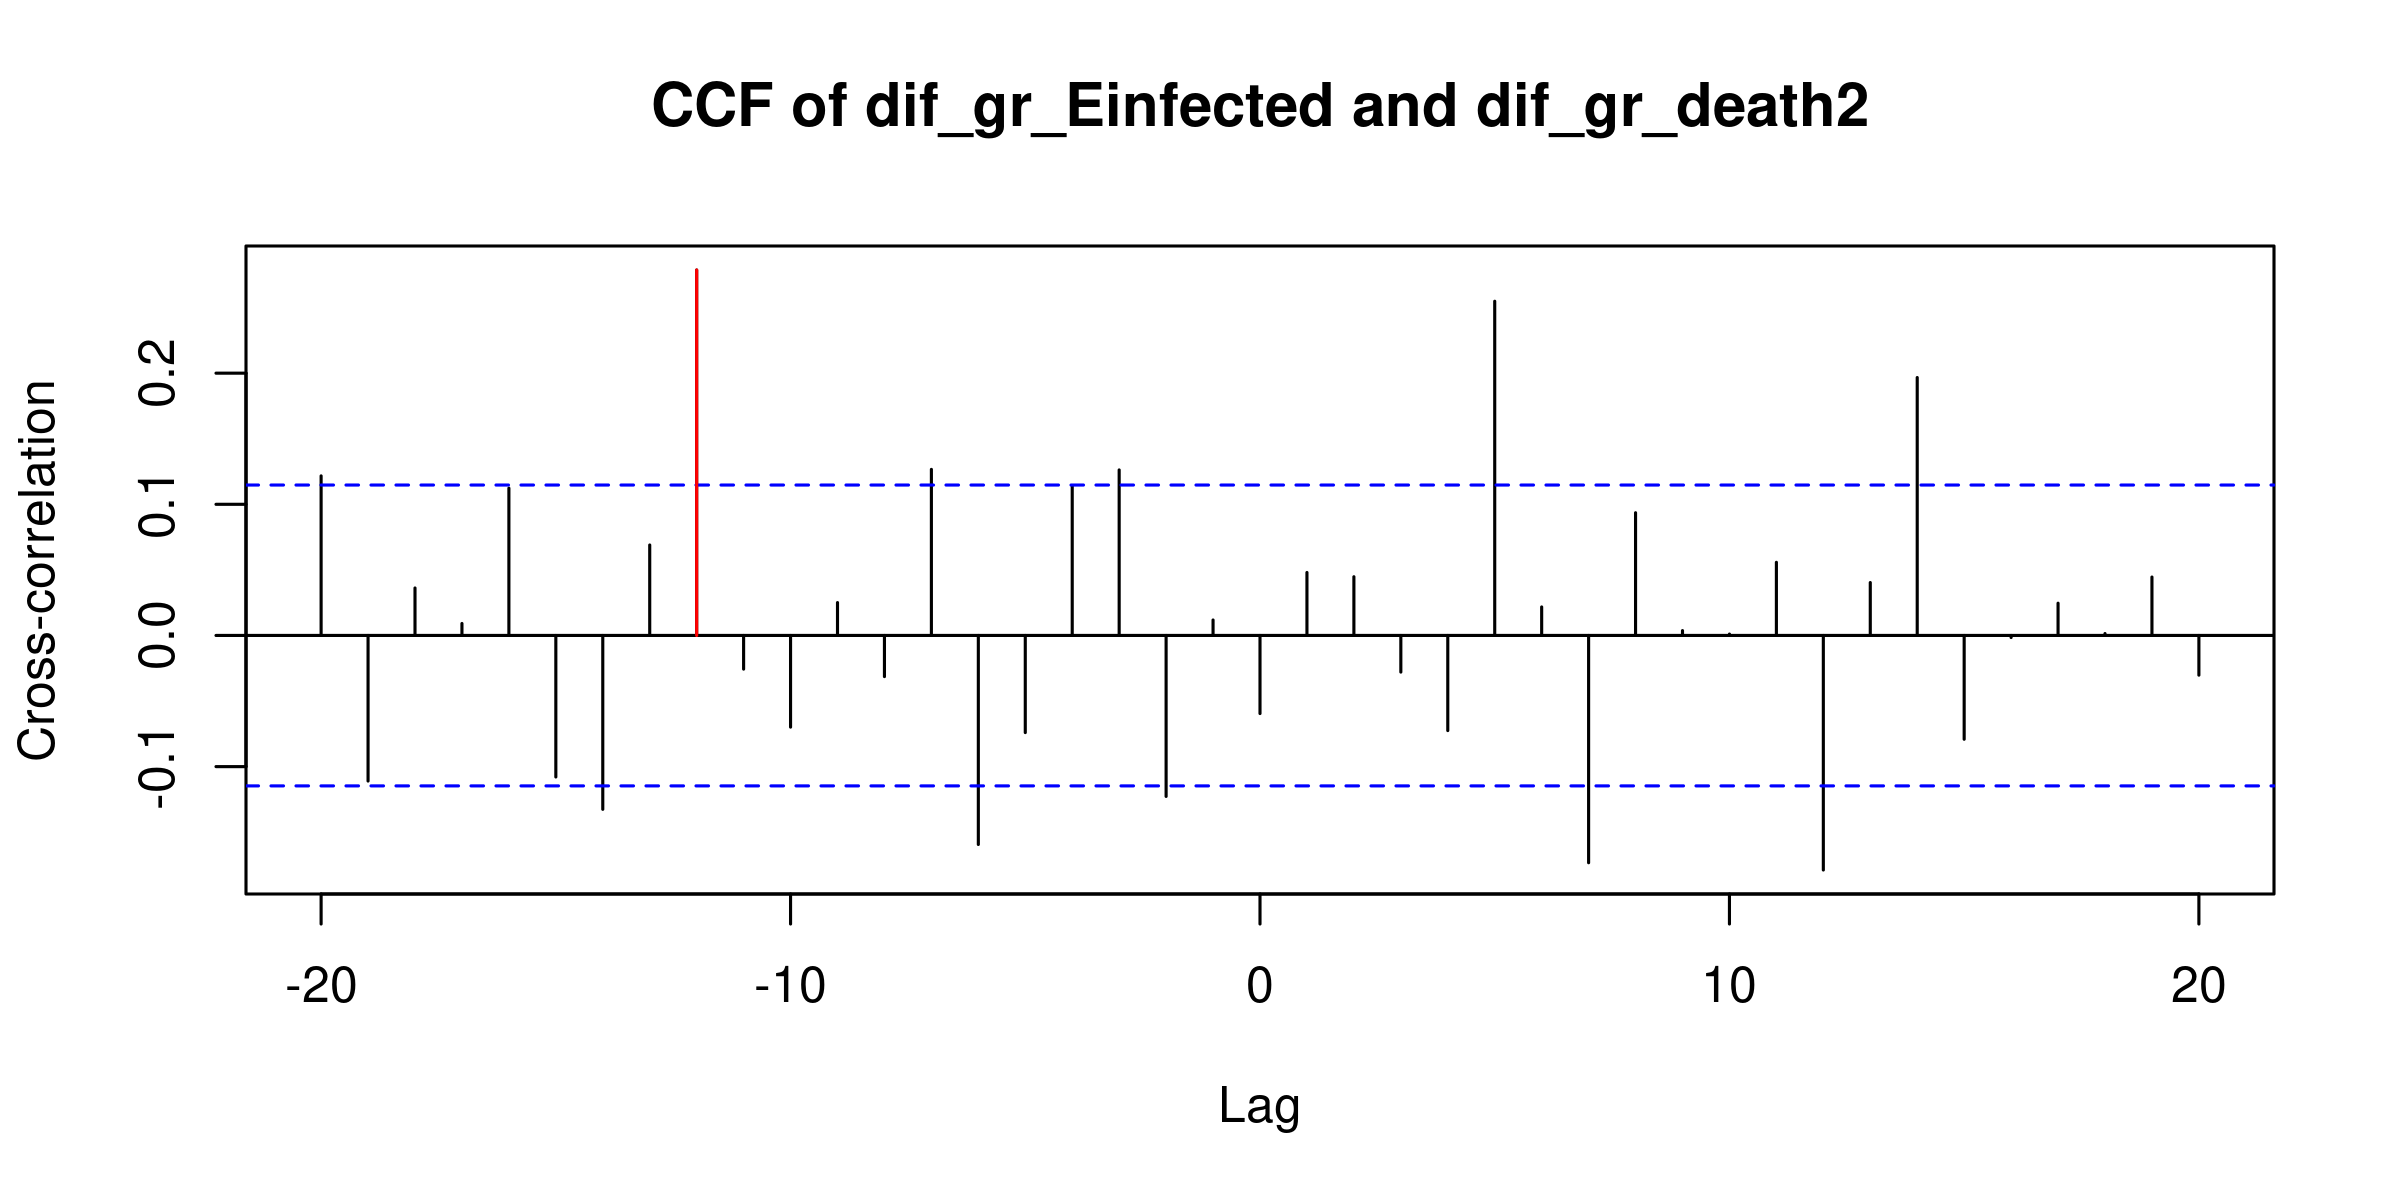 CCF of dif_gr_Einfected and dif_gr_death2
Cross-correlation
0.2
0.1
0.0
-0.1
-20 -10 0 10 20
Lag